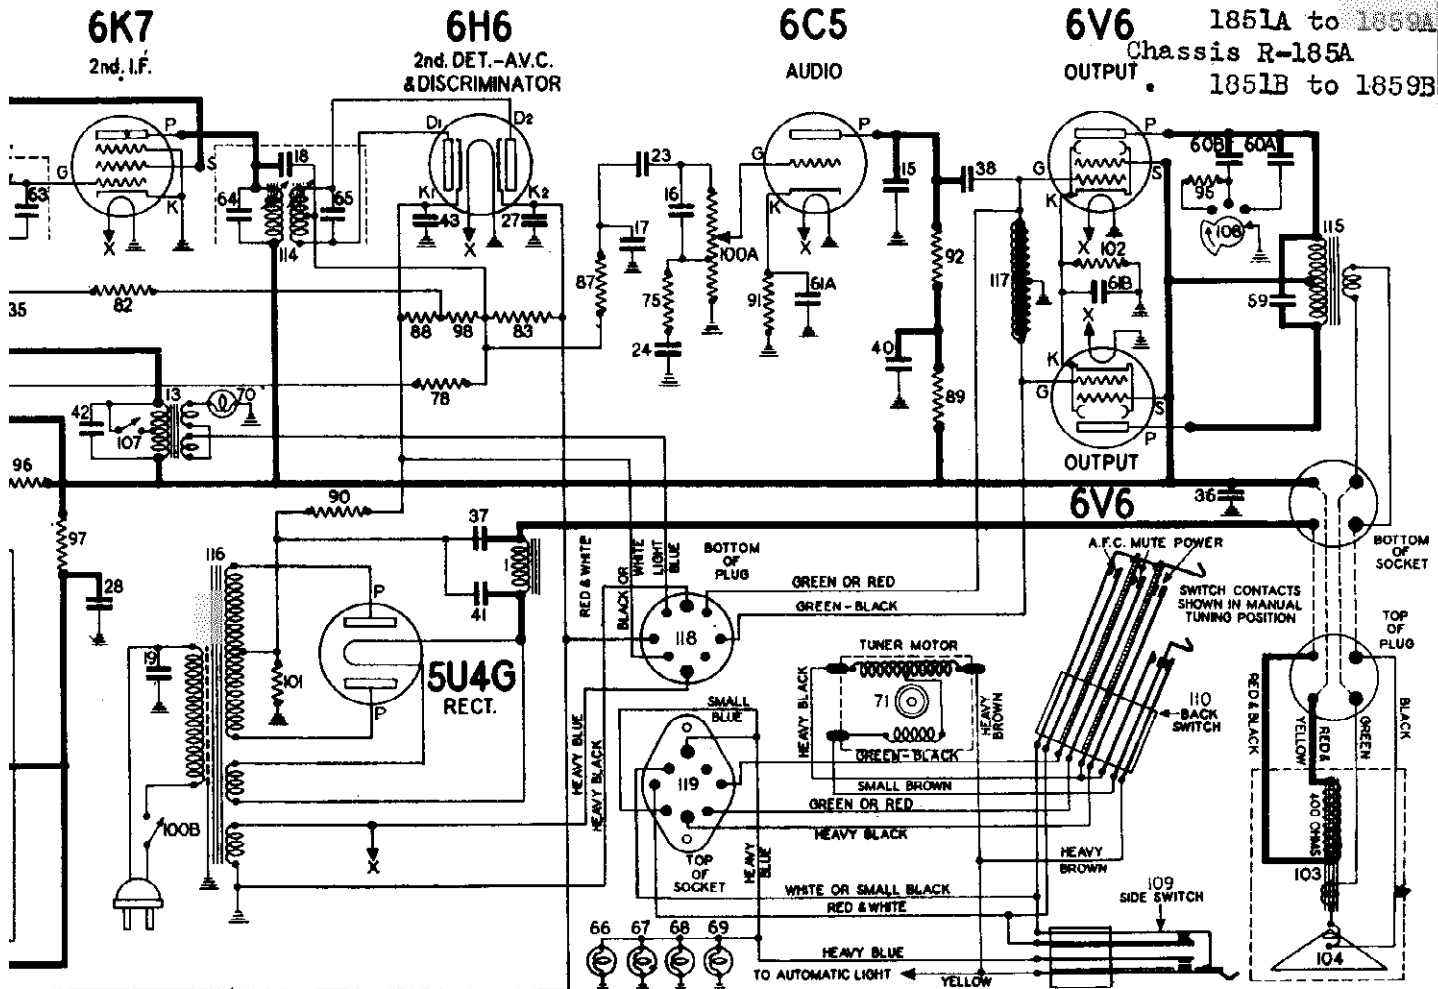 6K7
2nd. I.F.
6H6
2nd. DET.-A.V.C.
& DISCRIMINATOR
6C5
AUDIO
6V6
OUTPUT
1851A to 1859A
Chassis R-185A
1851B to 1859B
P
S
G
K
X
63
18
64
65
114
D1
D2
K1
K2
43
27
X
23
16
17
87
75
24
100A
G
P
K
X
91
61A
15
38
92
40
89
117
G
P
S
K
X
102
61B
X
K
G
S
P
OUTPUT
6V6
60B
60A
95
108
59
115
35
82
88
98
83
78
42
107
13
70
96
97
28
90
116
19
101
100B
37
41
1
P
P
5U4G
RECT.
X
RED & WHITE
BLACK OR
WHITE
LIGHT
BLUE
BOTTOM
OF
PLUG
118
GREEN OR RED
GREEN-BLACK
HEAVY BLUE
HEAVY BLACK
SMALL
BLUE
119
TOP
OF
SOCKET
HEAVY
BLUE
TUNER MOTOR
71
HEAVY BLACK
HEAVY
BROWN
GREEN-BLACK
SMALL BROWN
GREEN OR RED
HEAVY BLACK
WHITE OR SMALL BLACK
RED & WHITE
HEAVY BLUE
TO AUTOMATIC LIGHT
YELLOW
66 67 68 69
36
A.F.C. MUTE POWER
SWITCH CONTACTS
SHOWN IN MANUAL
TUNING POSITION
110
BACK
SWITCH
HEAVY
BROWN
109
SIDE SWITCH
BOTTOM
OF
SOCKET
TOP
OF
PLUG
RED & BLACK
RED &
YELLOW
GREEN
BLACK
400 OHMS
103
104